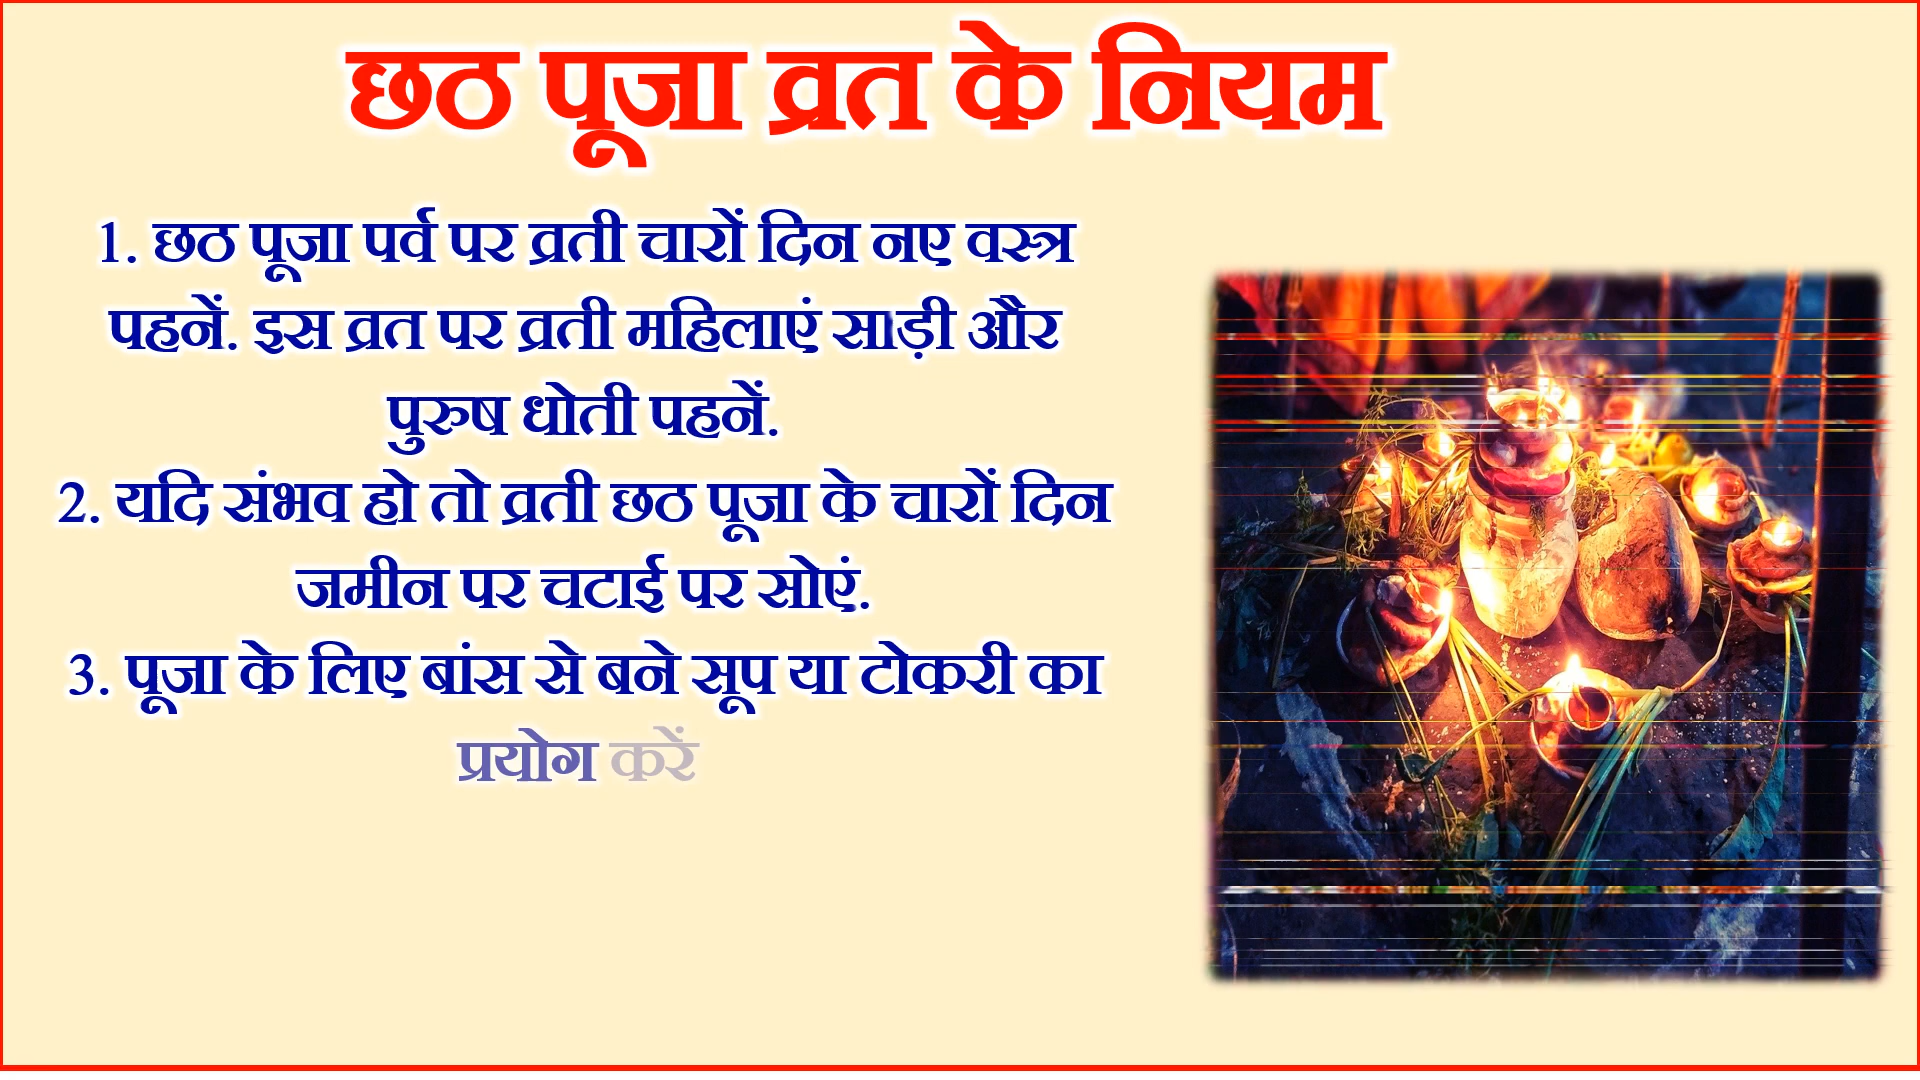 छठ पूजा व्रत के नियम
1. छठ पूजा पर्व पर व्रती चारों दिन नए वस्त्र
पहनें. इस व्रत पर व्रती महिलाएं साड़ी और
पुरुष धोती पहनें.
2. यदि संभव हो तो व्रती छठ पूजा के चारों दिन
जमीन पर चटाई पर सोएं.
3. पूजा के लिए बांस से बने सूप या टोकरी का
प्रयोग करें